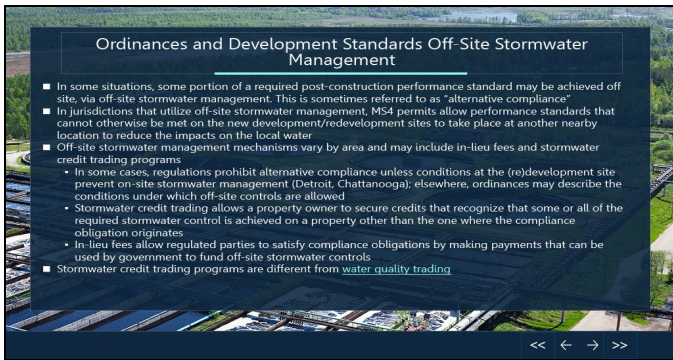 Ordinances and Development Standards Off-Site Stormwater
Management
■ In some situations, some portion of a required post-construction performance standard may be achieved off
site, via off-site stormwater management. This is sometimes referred to as "alternative compliance"
■ In jurisdictions that utilize off-site stormwater management, MS4 permits allow performance standards that
cannot otherwise be met on the new development/redevelopment sites to take place at another nearby
location to reduce the impacts on the local water
■ Off-site stormwater management mechanisms vary by area and may include in-lieu fees and stormwater
credit trading programs
• In some cases, regulations prohibit alternative compliance unless conditions at the (re)development site
prevent on-site stormwater management (Detroit, Chattanooga); elsewhere, ordinances may describe the
conditions under which off-site controls are allowed
• Stormwater credit trading allows a property owner to secure credits that recognize that some or all of the
required stormwater control is achieved on a property other than the one where the compliance
obligation originates
• In-lieu fees allow regulated parties to satisfy compliance obligations by making payments that can be
used by government to fund off-site stormwater controls
■ Stormwater credit trading programs are different from water quality trading
<< ← → >>